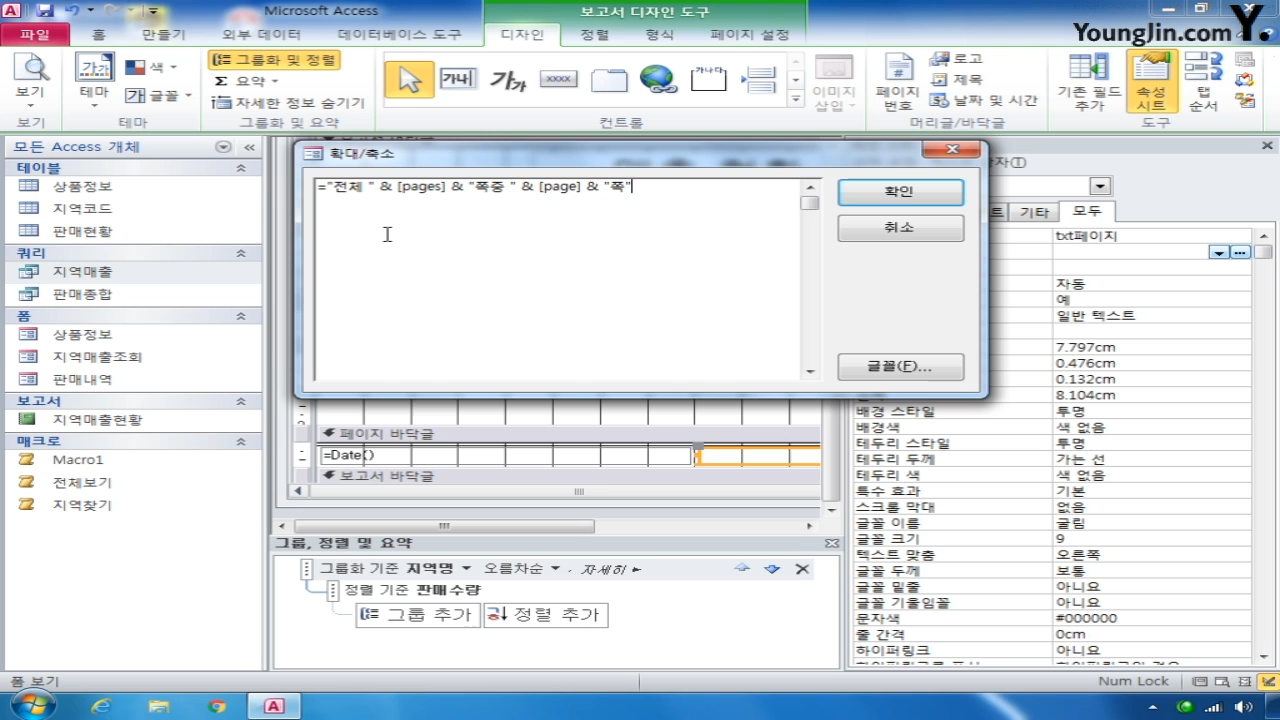 Microsoft Access
보고서 디자인 도구
파일
홈
만들기
외부 데이터
데이터베이스 도구
디자인
정렬
형식
페이지 설정
YoungJin.com Y.
보기
보기
가가
테마
색
글꼴
테마
그룹화 및 정렬
Σ 요약
자세한 정보 숨기기
그룹화 및 요약
가내
가가
xxxx
가나다
컨트롤
이미지
삽입
페이지
번호
로고
제목
날짜 및 시간
머리글/바닥글
기존 필드
추가
속성
시트
탭
순서
도구
모든 Access 개체
테이블
상품정보
지역코드
판매현황
쿼리
지역매출
판매종합
폼
상품정보
지역매출조회
판매내역
보고서
지역매출현황
매크로
Macro1
전체보기
지역찾기
확대/축소
="전체 " & [pages] & "쪽중 " & [page] & "쪽"
확인
취소
글꼴(F)...
페이지 바닥글
=Date()
보고서 바닥글
그룹, 정렬 및 요약
그룹화 기준 지역명 오름차순 , 자세히
정렬 기준 판매수량
그룹 추가
정렬 추가
기타
모두
txt페이지
자동
예
일반 텍스트
7.797cm
0.476cm
0.132cm
8.104cm
배경 스타일 투명
배경색 색 없음
테두리 스타일 투명
테두리 두께 가는 선
테두리 색 색 없음
특수 효과 기본
스크롤 막대 없음
글꼴 이름 굴림
글꼴 크기 9
텍스트 맞춤 오른쪽
글꼴 두께 보통
글꼴 밑줄 아니요
글꼴 기울임꼴 아니요
문자색 #000000
줄 간격 0cm
하이퍼링크 아니요
폼 보기
Num Lock